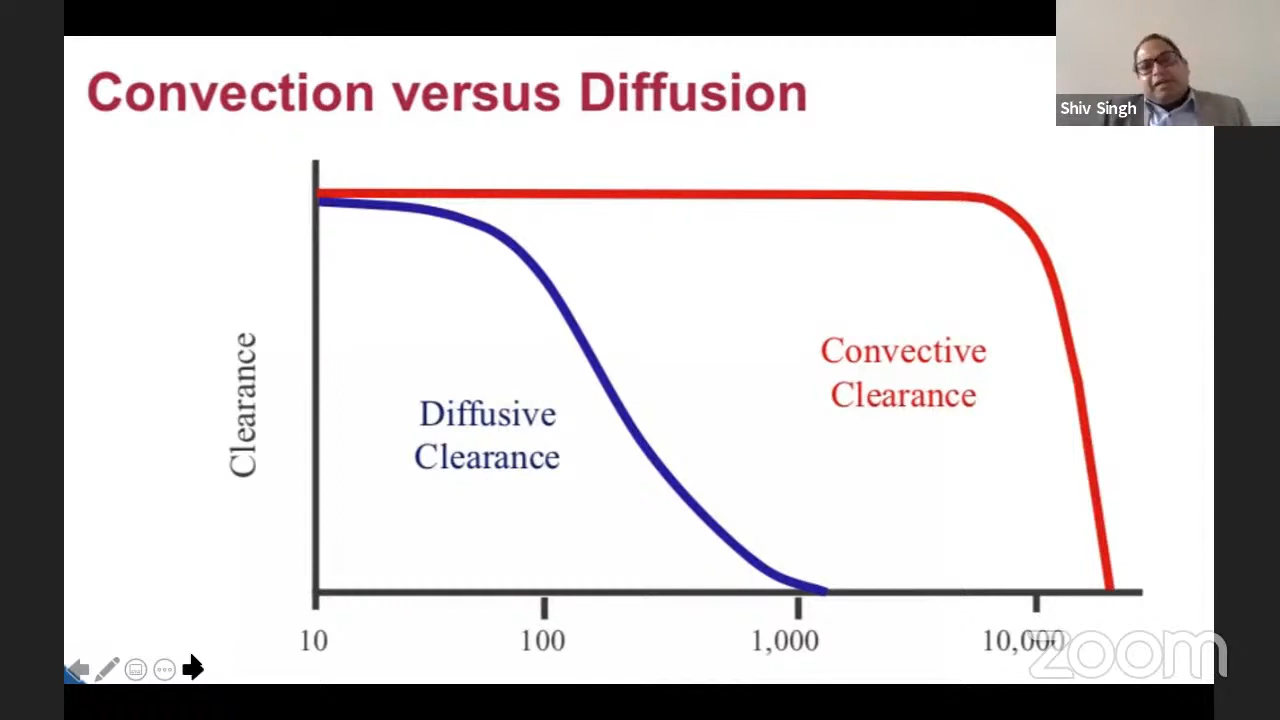 Convection versus Diffusion
Shiv Singh
Clearance
Diffusive
Clearance
Convective
Clearance
10
100
1,000
10,000
zoom